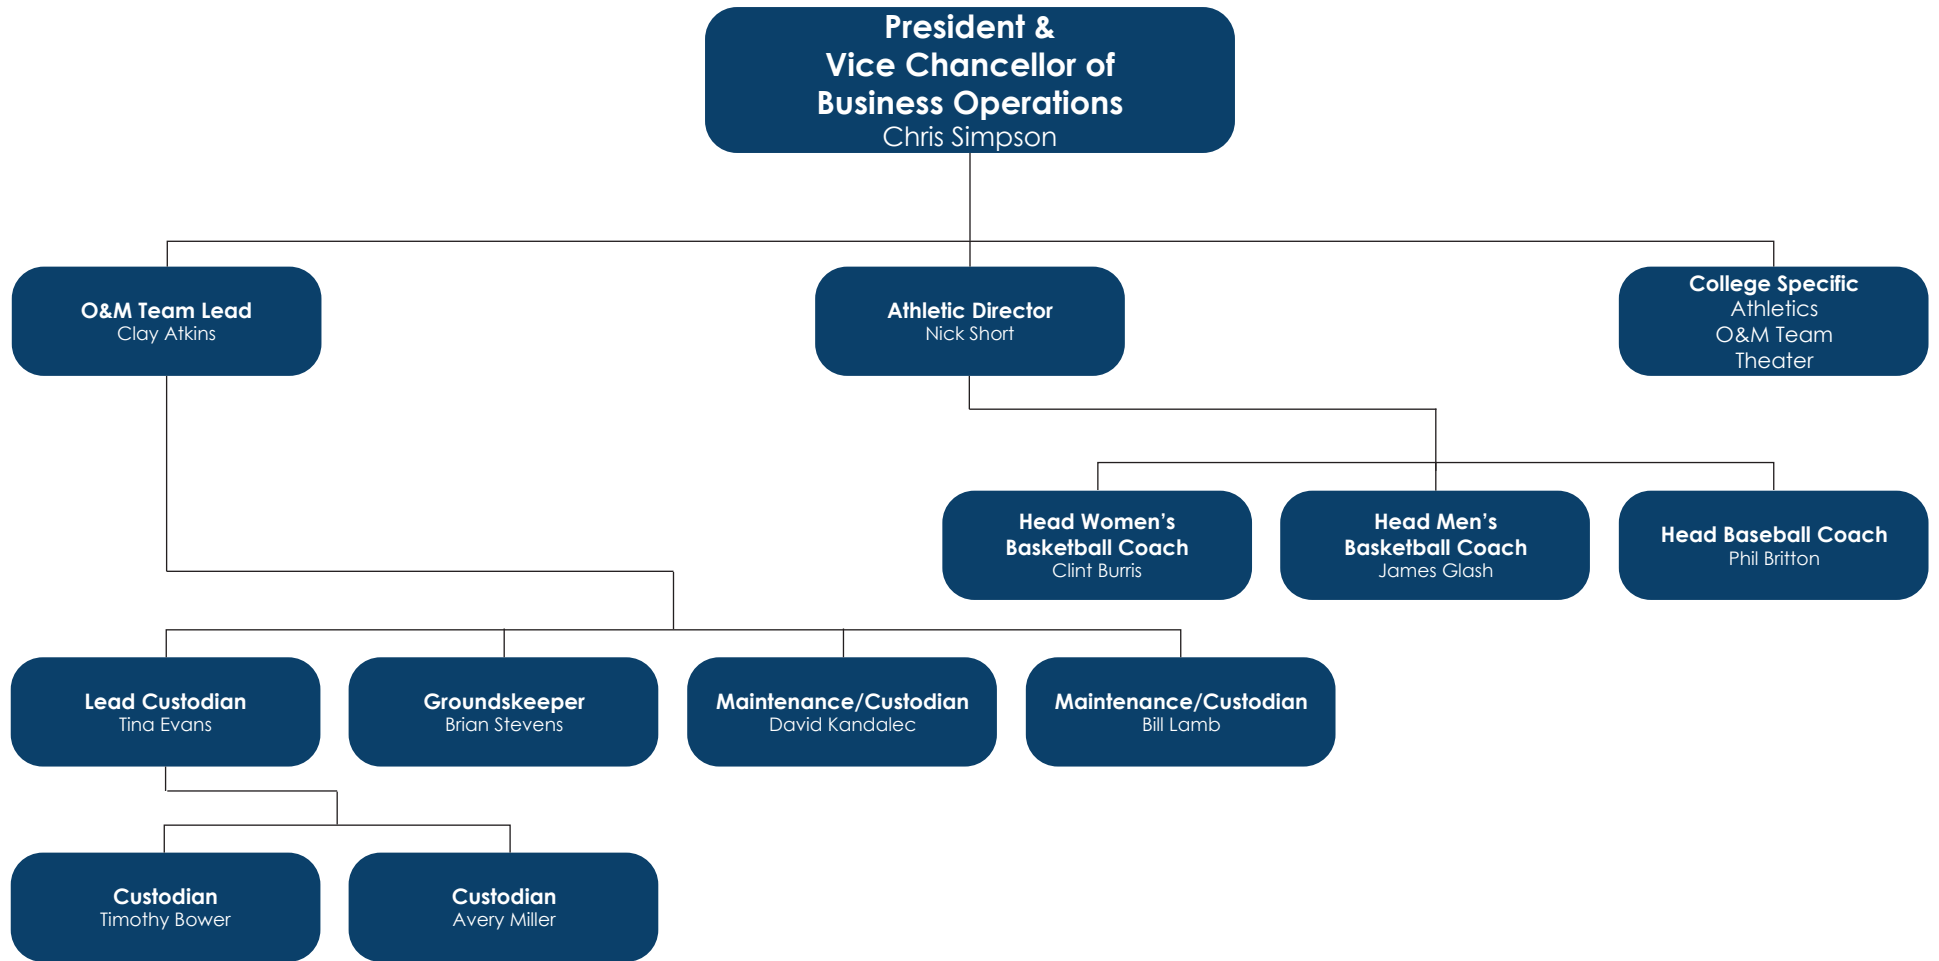 President &
Vice Chancellor of
Business Operations
Chris Simpson
O&M Team Lead
Clay Atkins
Athletic Director
Nick Short
College Specific
Athletics
O&M Team
Theater
Head Women’s
Basketball Coach
Clint Burris
Head Men’s
Basketball Coach
James Glash
Head Baseball Coach
Phil Britton
Lead Custodian
Tina Evans
Groundskeeper
Brian Stevens
Maintenance/Custodian
David Kandalec
Maintenance/Custodian
Bill Lamb
Custodian
Timothy Bower
Custodian
Avery Miller